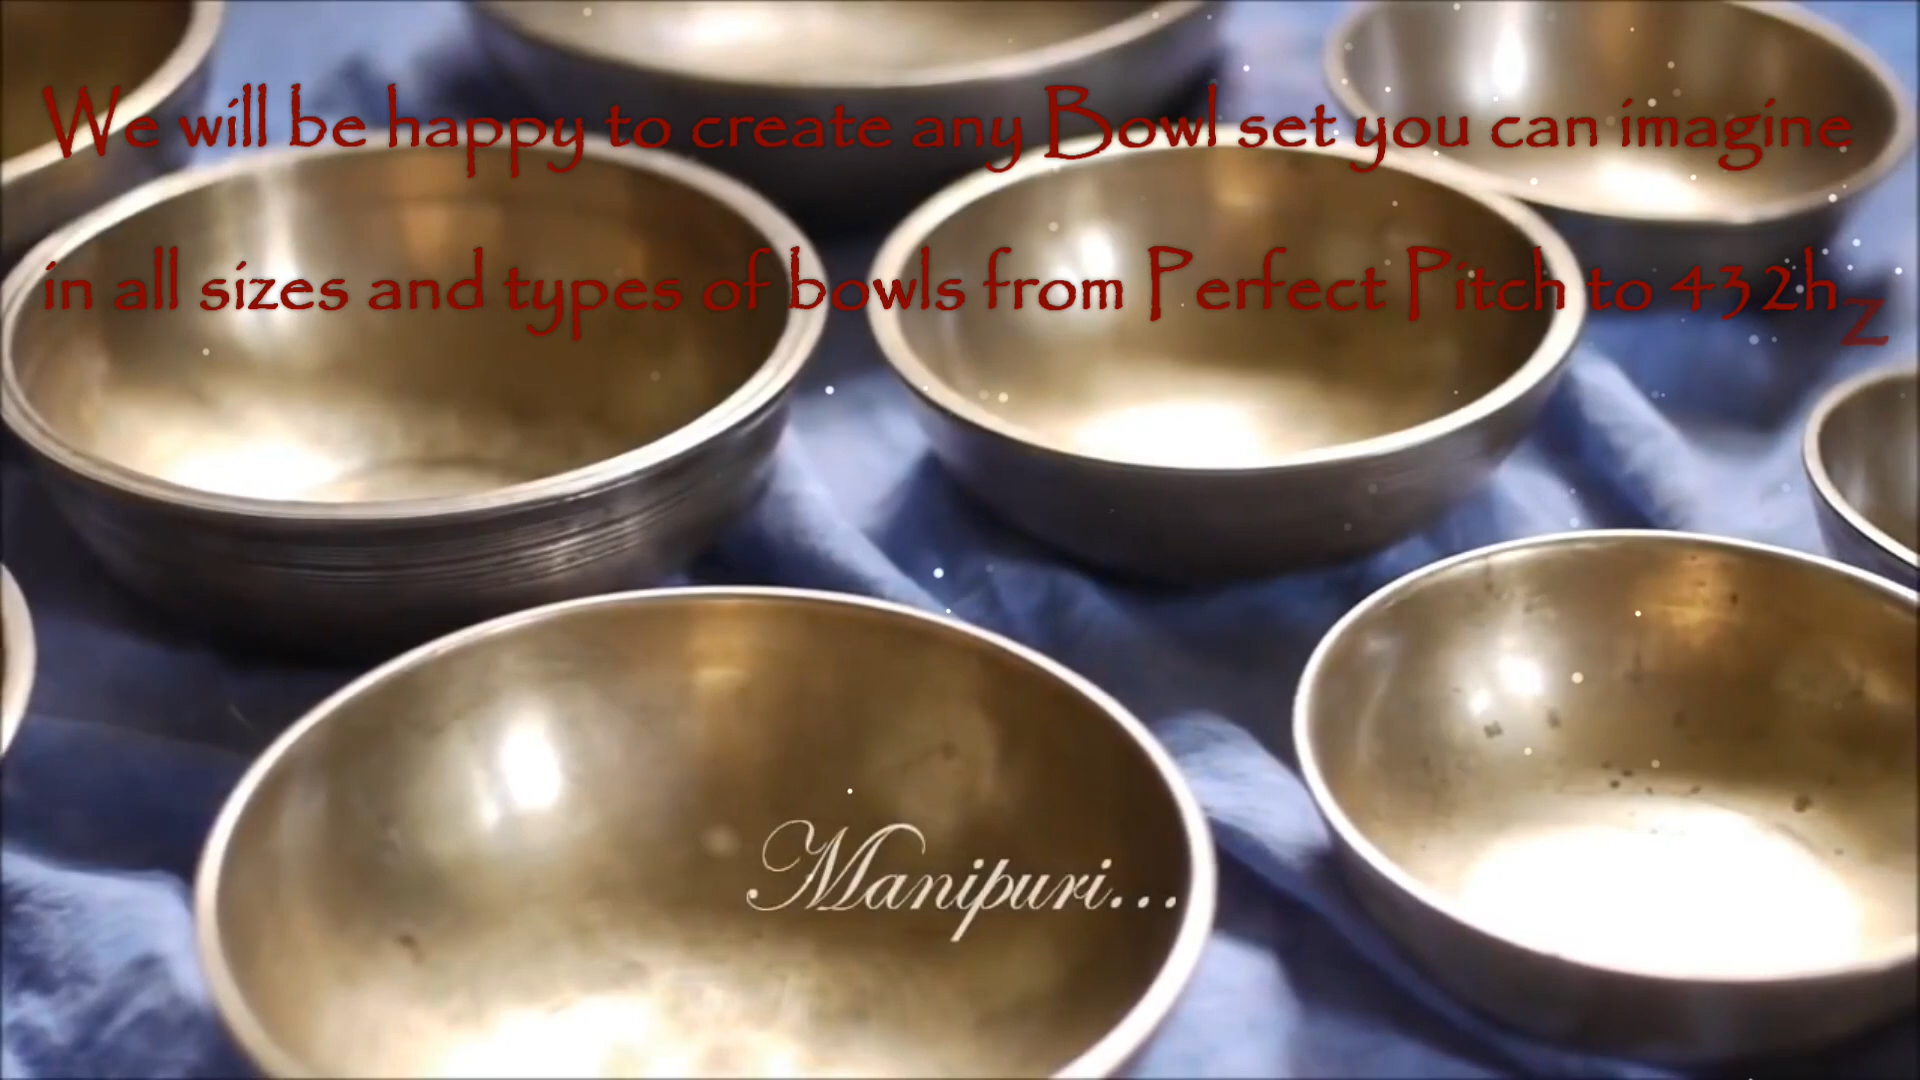 We will be happy to create any Bowl set you can imagine
in all sizes and types of bowls from Perfect Pitch to 432hz
Manipuri...